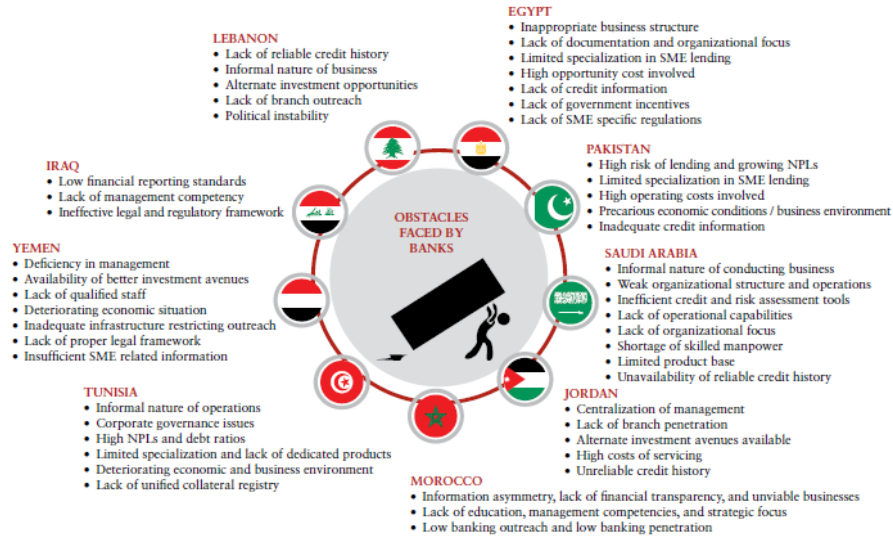 EGYPT
• Inappropriate business structure
• Lack of documentation and organizational focus
• Limited specialization in SME lending
• High opportunity cost involved
• Lack of credit information
• Lack of government incentives
• Lack of SME specific regulations
LEBANON
• Lack of reliable credit history
• Informal nature of business
• Alternate investment opportunities
• Lack of branch outreach
• Political instability
PAKISTAN
• High risk of lending and growing NPLs
• Limited specialization in SME lending
• High operating costs involved
• Precarious economic conditions / business environment
• Inadequate credit information
IRAQ
• Low financial reporting standards
• Lack of management competency
• Ineffective legal and regulatory framework
OBSTACLES
FACED BY
BANKS
YEMEN
• Deficiency in management
• Availability of better investment avenues
• Lack of qualified staff
• Deteriorating economic situation
• Inadequate infrastructure restricting outreach
• Lack of proper legal framework
• Insufficient SME related information
SAUDI ARABIA
• Informal nature of conducting business
• Weak organizational structure and operations
• Inefficient credit and risk assessment tools
• Lack of operational capabilities
• Lack of organizational focus
• Shortage of skilled manpower
• Limited product base
• Unavailability of reliable credit history
TUNISIA
• Informal nature of operations
• Corporate governance issues
• High NPLs and debt ratios
• Limited specialization and lack of dedicated products
• Deteriorating economic and business environment
• Lack of unified collateral registry
JORDAN
• Centralization of management
• Lack of branch penetration
• Alternate investment avenues available
• High costs of servicing
• Unreliable credit history
MOROCCO
• Information asymmetry, lack of financial transparency, and unviable businesses
• Lack of education, management competencies, and strategic focus
• Low banking outreach and low banking penetration